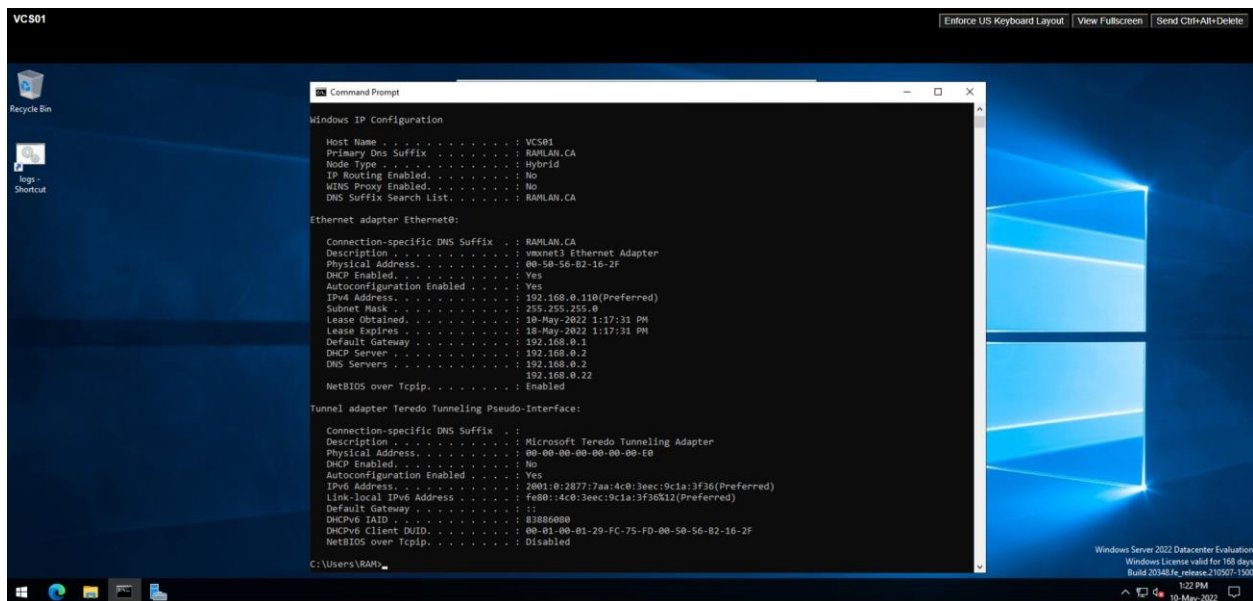 VCS01
Enforce US Keyboard Layout
View Fullscreen
Send Ctrl+Alt+Delete
Recycle Bin
logs -
Shortcut
Command Prompt
Windows IP Configuration
Host Name . . . . . . . . . . . . : VCS01
Primary Dns Suffix . . . . . . . : RAMLAN.CA
Node Type . . . . . . . . . . . . : Hybrid
IP Routing Enabled. . . . . . . . : No
WINS Proxy Enabled. . . . . . . . : No
DNS Suffix Search List. . . . . . : RAMLAN.CA
Ethernet adapter Ethernet0:
Connection-specific DNS Suffix . : RAMLAN.CA
Description . . . . . . . . . . . : vmxnet3 Ethernet Adapter
Physical Address. . . . . . . . . : 00-50-56-B2-16-2F
DHCP Enabled. . . . . . . . . . . : Yes
Autoconfiguration Enabled . . . . : Yes
IPv4 Address. . . . . . . . . . . : 192.168.0.110(Preferred)
Subnet Mask . . . . . . . . . . . : 255.255.255.0
Lease Obtained. . . . . . . . . . : 10-May-2022 1:17:31 PM
Lease Expires . . . . . . . . . . : 18-May-2022 1:17:31 PM
Default Gateway . . . . . . . . . : 192.168.0.1
DHCP Server . . . . . . . . . . . : 192.168.0.2
DNS Servers . . . . . . . . . . . : 192.168.0.2
192.168.0.22
NetBIOS over Tcpip. . . . . . . . : Enabled
Tunnel adapter Teredo Tunneling Pseudo-Interface:
Connection-specific DNS Suffix . :
Description . . . . . . . . . . . : Microsoft Teredo Tunneling Adapter
Physical Address. . . . . . . . . : 00-00-00-00-00-00-00-E0
DHCP Enabled. . . . . . . . . . . : No
Autoconfiguration Enabled . . . . : Yes
IPv6 Address. . . . . . . . . . . : 2001:0:2877:7aa:4c0:3eec:9c1a:3f36(Preferred)
Link-local IPv6 Address . . . . . : fe80::4c0:3eec:9c1a:3f36%12(Preferred)
Default Gateway . . . . . . . . . : ::
DHCPv6 IAID . . . . . . . . . . . : 83886080
DHCPv6 Client DUID. . . . . . . . : 00-01-00-01-29-FC-75-FD-00-50-56-B2-16-2F
NetBIOS over Tcpip. . . . . . . . : Disabled
C:\Users\RAM>
Windows Server 2022 Datacenter Evaluation
Windows License valid for 168 days
Build 20348.fe_release.210507-1500
1:22 PM
10-May-2022